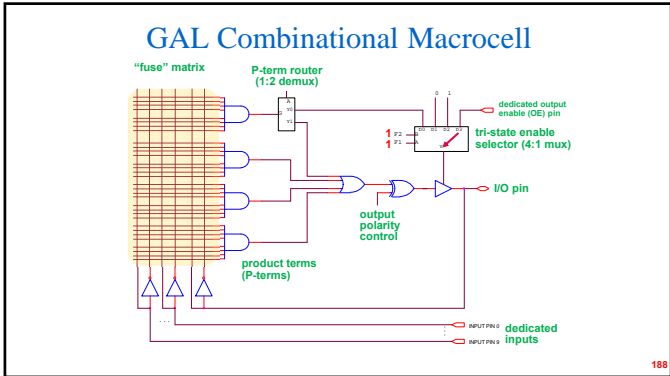 GAL Combinational Macrocell
“fuse” matrix
P-term router
(1:2 demux)
A
Y0
Y1
0 1
D0 D1 D2 D3
1 F2 B
1 F1 A
dedicated output
enable (OE) pin
tri-state enable
selector (4:1 mux)
I/O pin
output
polarity
control
product terms
(P-terms)
. . .
INPUT PIN 0
dedicated
inputs
INPUT PIN 9
188